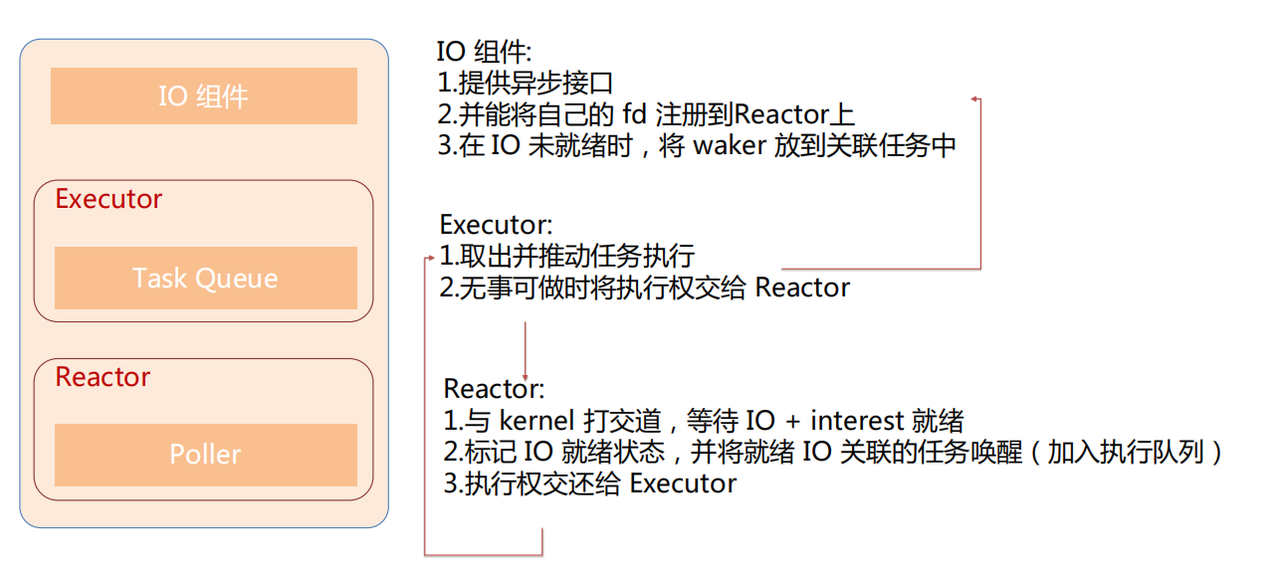 IO 组件
Executor
Task Queue
Reactor
Poller
IO 组件:
1.提供异步接口
2.并能将自己的 fd 注册到Reactor上
3.在 IO 未就绪时，将 waker 放到关联任务中
Executor:
1.取出并推动任务执行
2.无事可做时将执行权交给 Reactor
Reactor:
1.与 kernel 打交道，等待 IO + interest 就绪
2.标记 IO 就绪状态，并将就绪 IO 关联的任务唤醒（加入执行队列）
3.执行权交还给 Executor